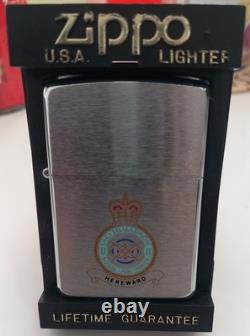 Zippo
U.S.A. LIGHTER
HEREWARD
LIFETIME GUARANTEE